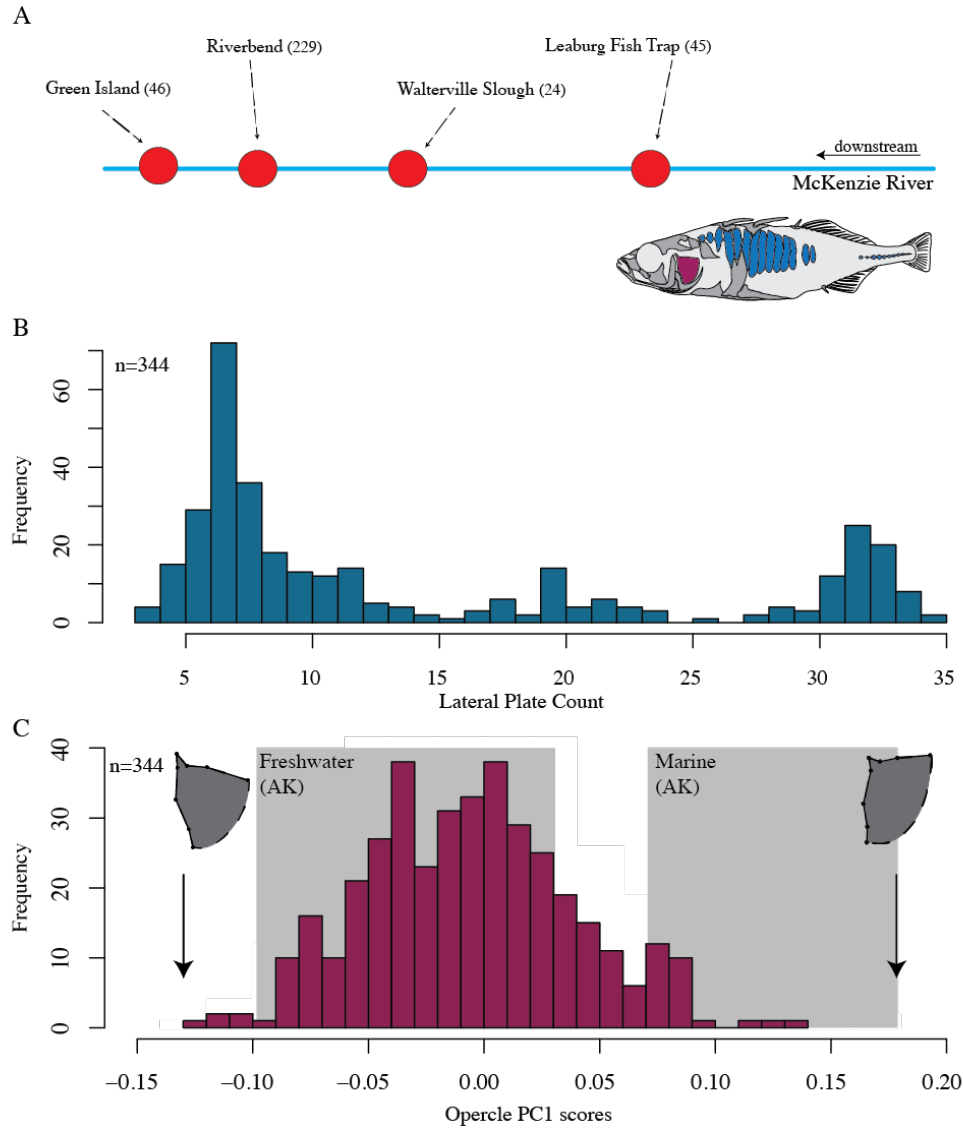 A
Riverbend (229)
Leaburg Fish Trap (45)
Green Island (46)
Walterville Slough (24)
downstream
McKenzie River
B
n=344
Frequency
0
20
40
60
5
10
15
20
25
30
35
Lateral Plate Count
C
n=344
Freshwater
(AK)
Marine
(AK)
Frequency
0
10
20
30
40
−0.15
−0.10
−0.05
0.00
0.05
0.10
0.15
0.20
Opercle PC1 scores